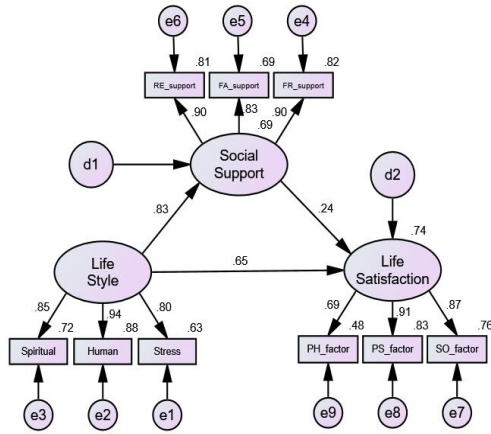 e6
e5
e4
.81
.69
.82
RE_support
FA_support
FR_support
.90
.83
.90
.69
d1
Social
Support
d2
.83
.24
.74
Life
Style
.65
Life
Satisfaction
.85
.94
.80
.69
.91
.87
.72
.88
.63
.48
.83
.76
Spiritual
Human
Stress
PH_factor
PS_factor
SO_factor
e3
e2
e1
e9
e8
e7